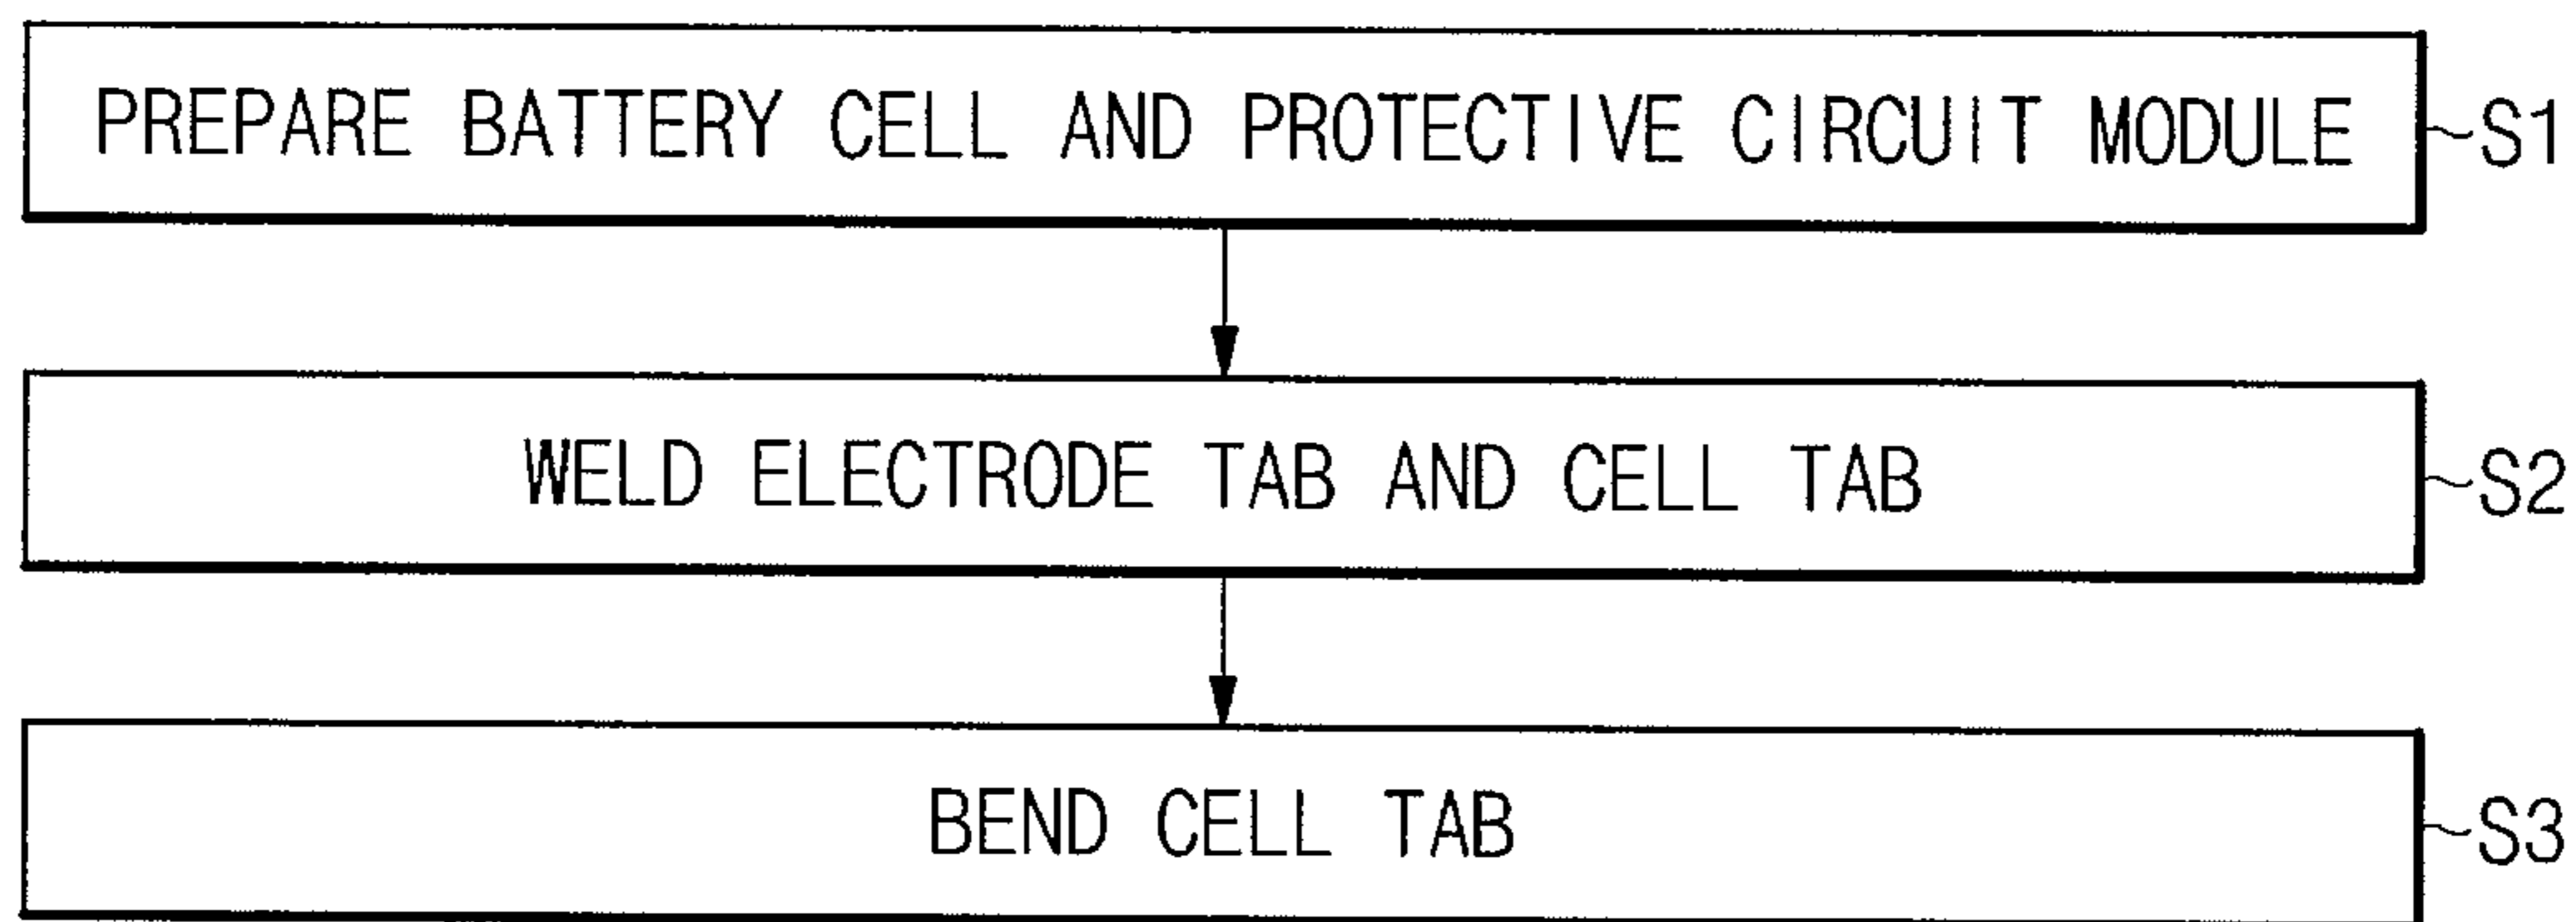 PREPARE BATTERY CELL AND PROTECTIVE CIRCUIT MODULE S1
WELD ELECTRODE TAB AND CELL TAB S2
BEND CELL TAB S3